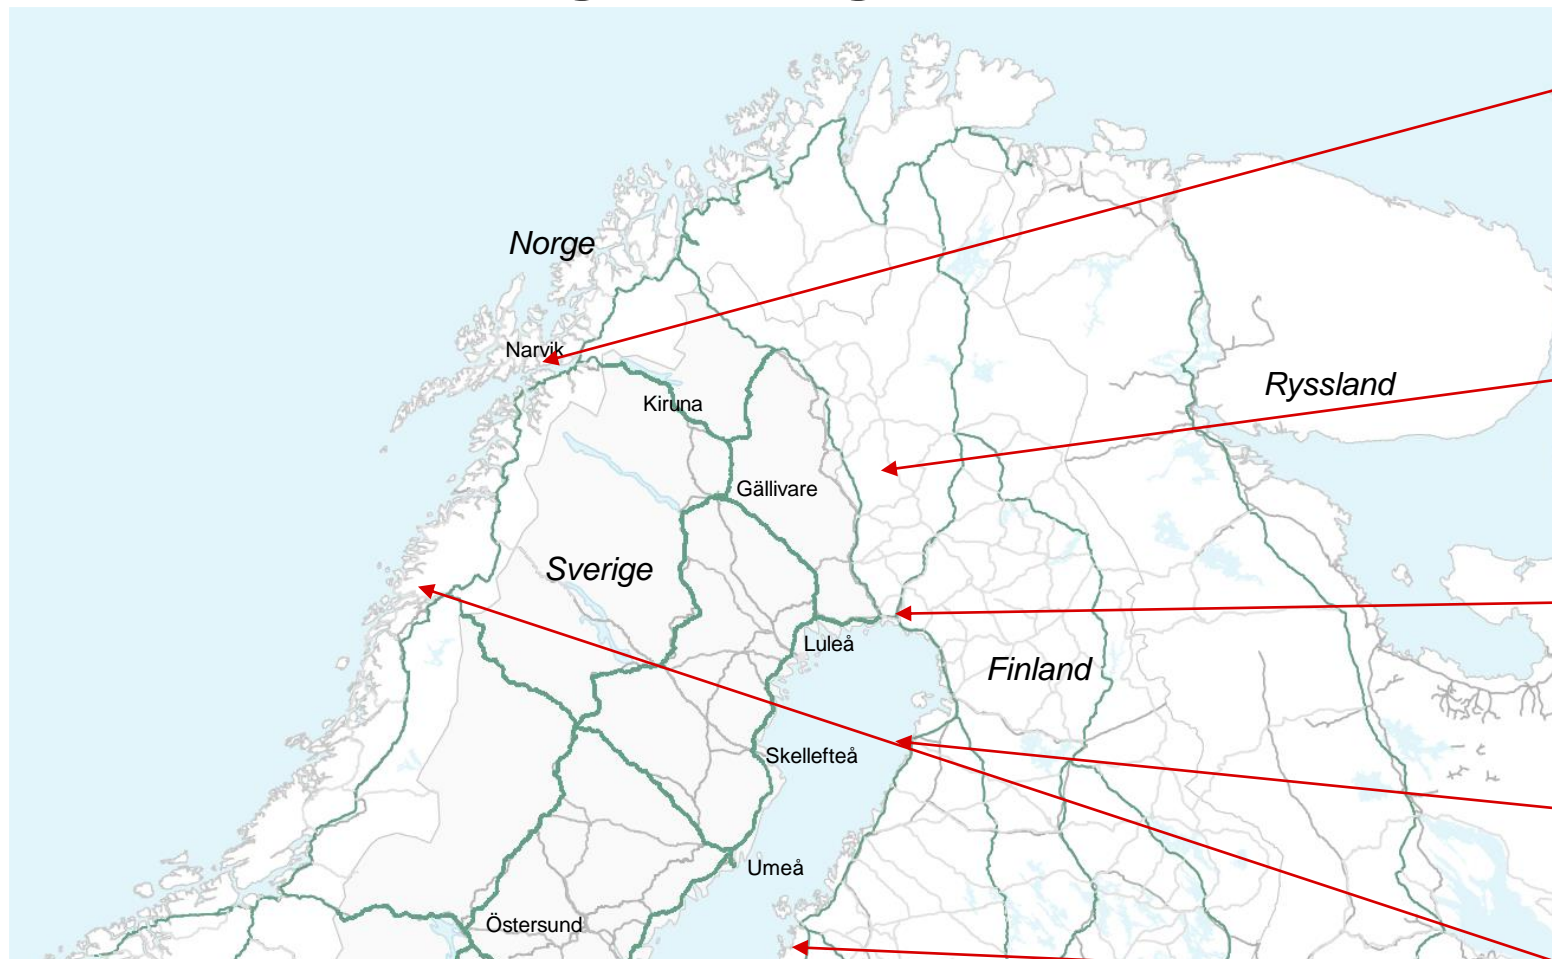 Norge
Narvik
Kiruna
Ryssland
Gällivare
Sverige
Luleå
Finland
Skellefteå
Umeå
Östersund